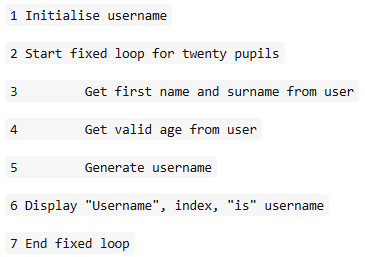 1 Initialise username
2 Start fixed loop for twenty pupils
3 Get first name and surname from user
4 Get valid age from user
5 Generate username
6 Display "Username", index, "is" username
7 End fixed loop